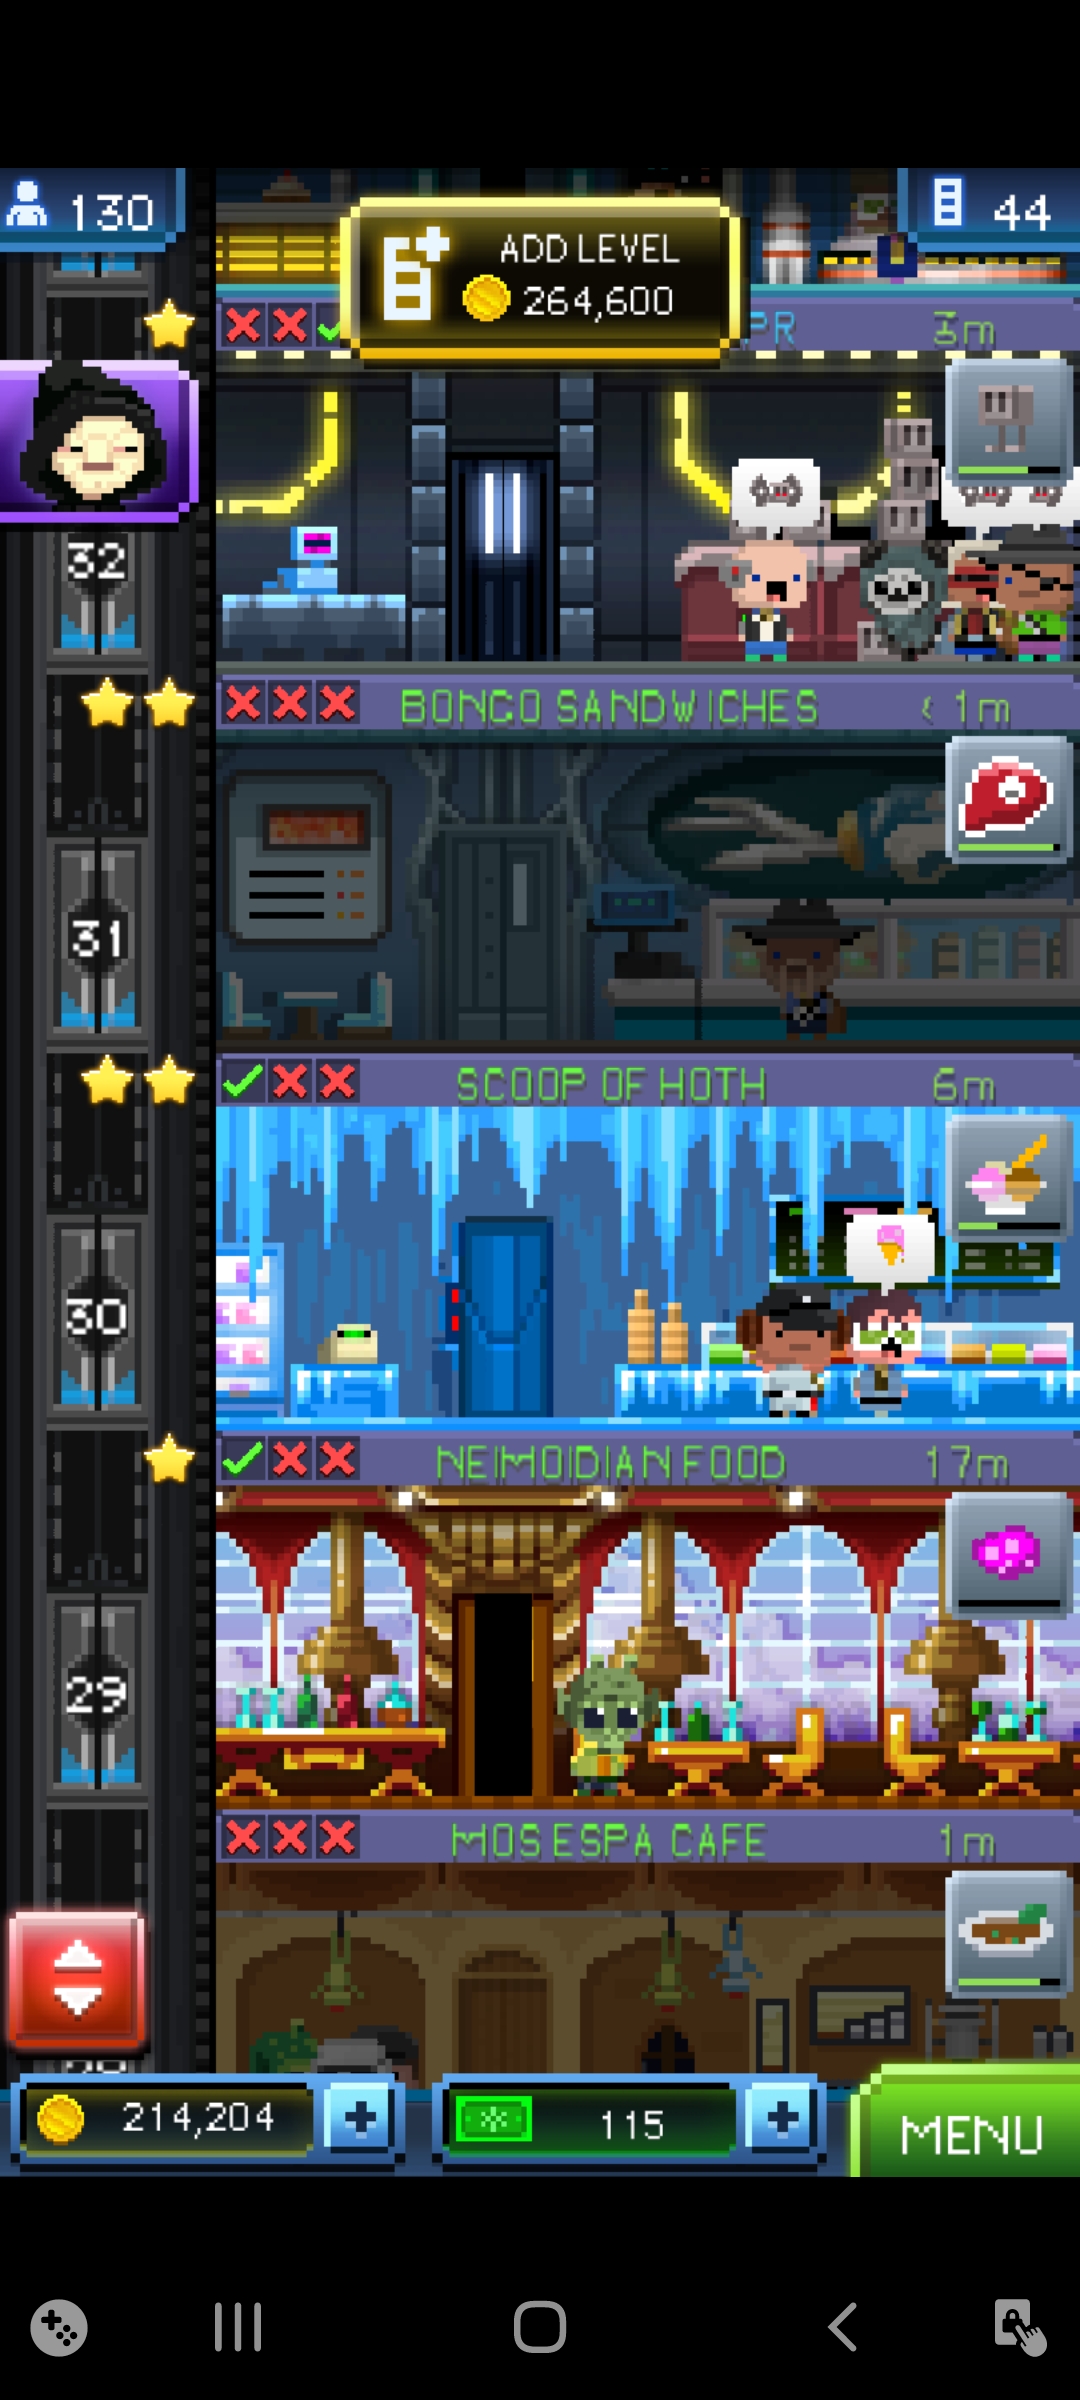 130
ADD LEVEL
264,600
44
PR
3m
32
BONGO SANDWICHES
< 1m
31
SCOOP OF HOTH
6m
30
NEIMOIDIAN FOOD
17m
29
MOS ESPA CAFE
1m
214,204
115
MENU